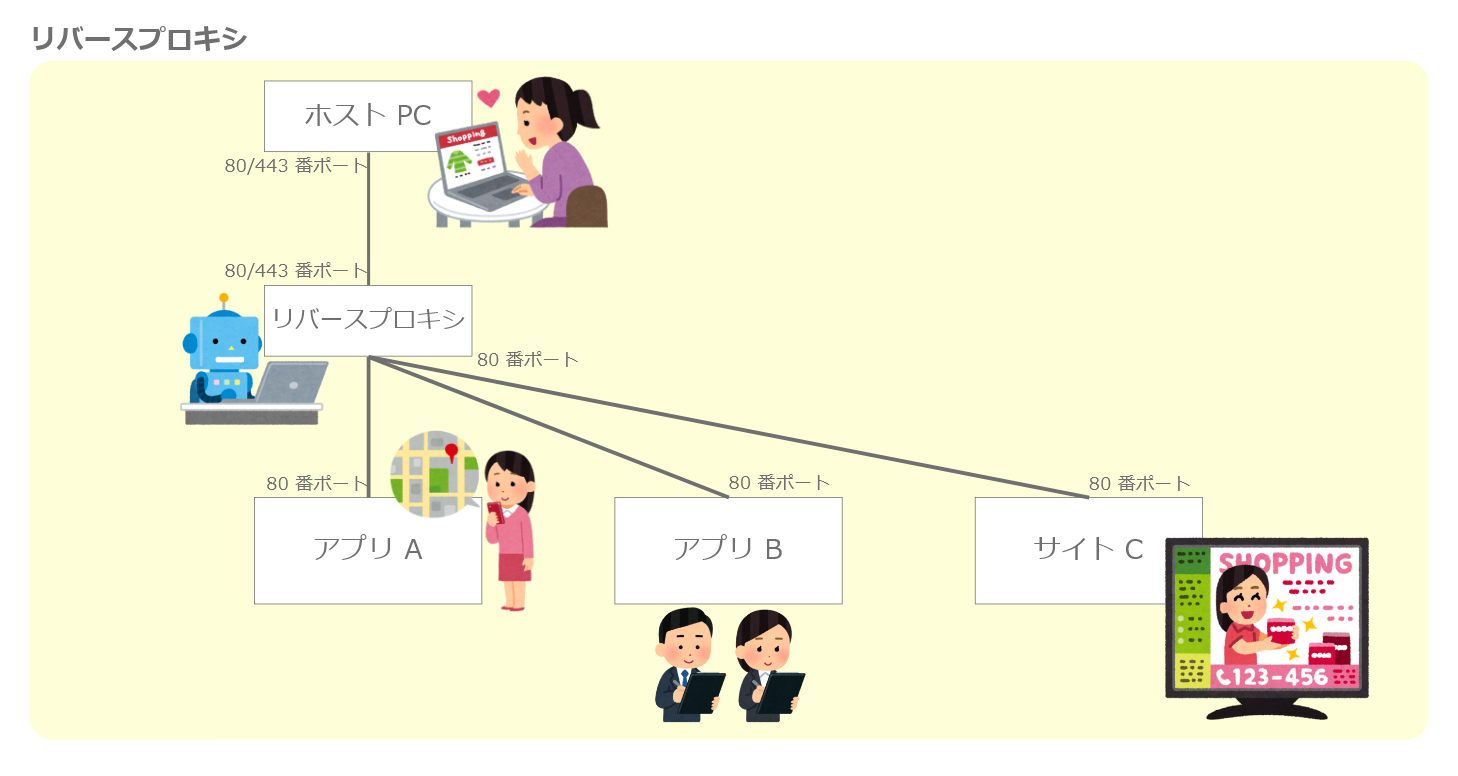 リバースプロキシ
ホスト PC
Shopping
80/443 番ポート
80/443 番ポート
リバースプロキシ
80 番ポート
80 番ポート
80 番ポート
80 番ポート
アプリ A
アプリ B
サイト C
SHOPPING
123-456